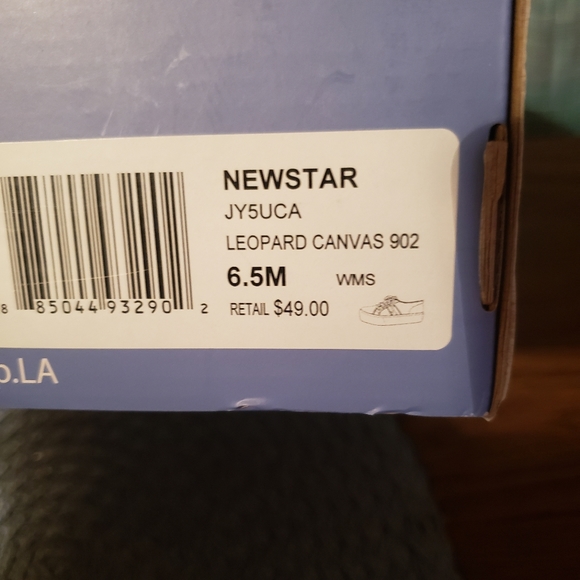 NEWSTAR
JY5UCA
LEOPARD CANVAS 902
6.5M WMS
RETAIL $49.00
8 85044 93290 2
o.LA